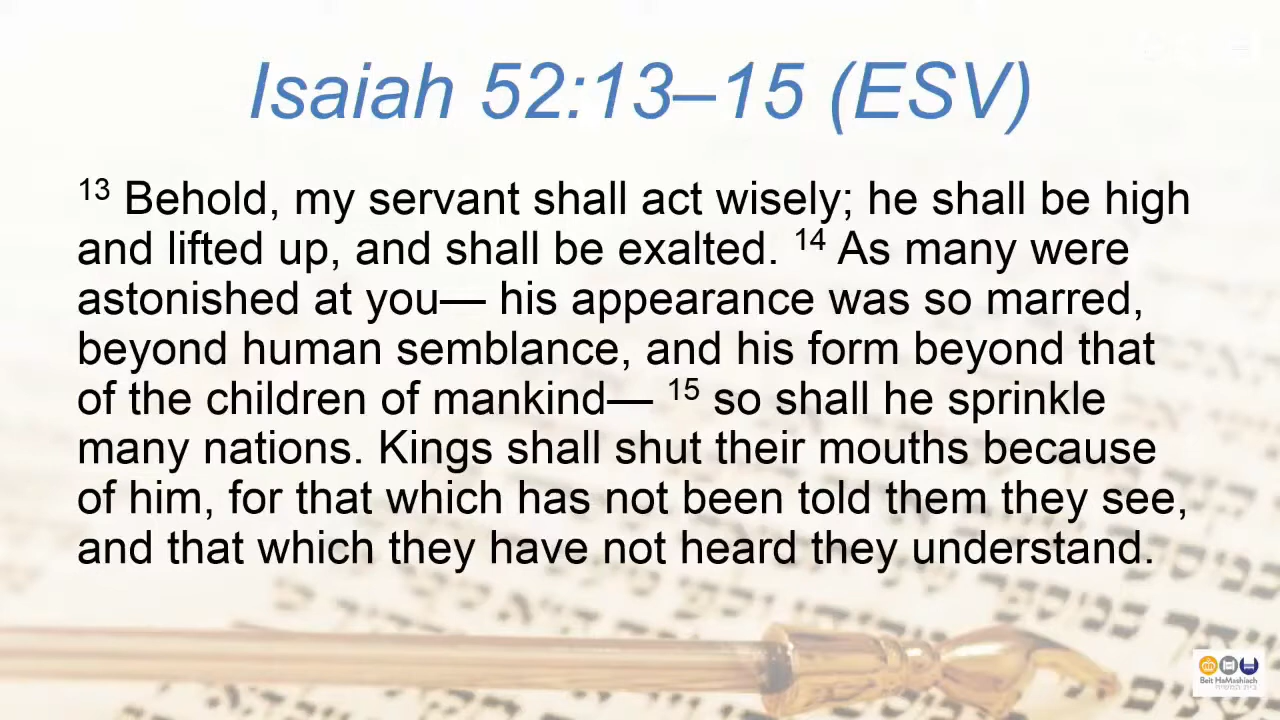 Isaiah 52:13–15 (ESV)
13 Behold, my servant shall act wisely; he shall be high
and lifted up, and shall be exalted. 14 As many were
astonished at you— his appearance was so marred,
beyond human semblance, and his form beyond that
of the children of mankind— 15 so shall he sprinkle
many nations. Kings shall shut their mouths because
of him, for that which has not been told them they see,
and that which they have not heard they understand.
Beit HaMashiach
בית המשיח